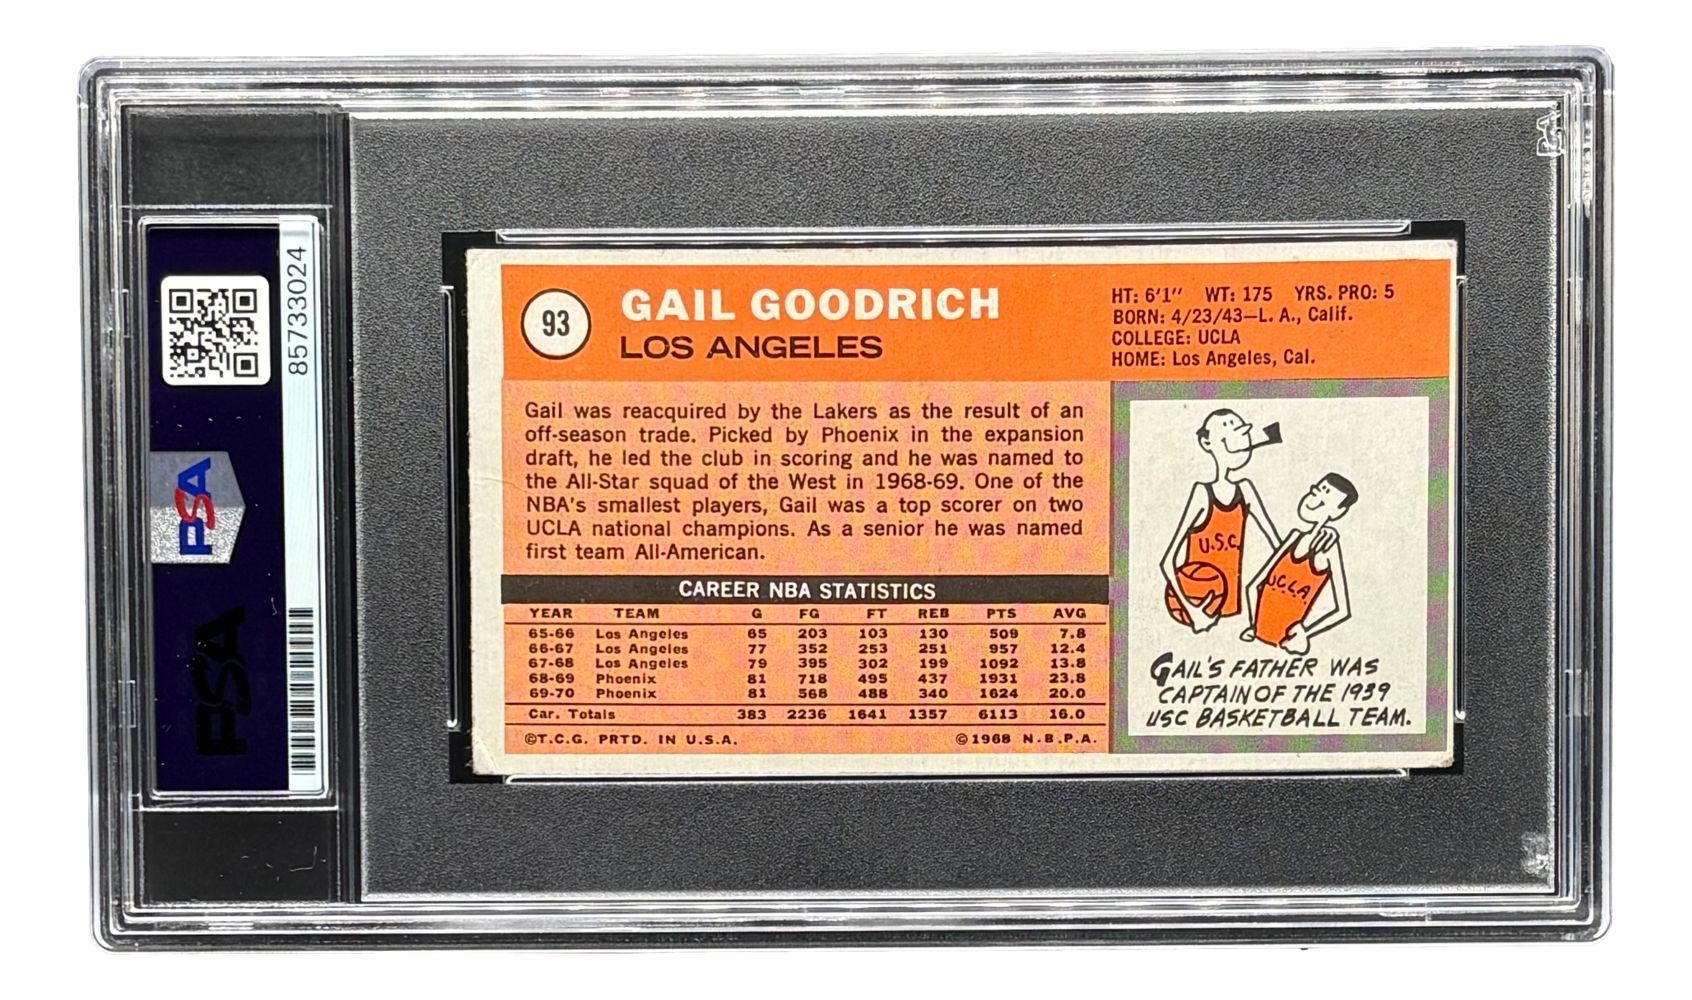 85733024
PSA
PSA
PSA
93
GAIL GOODRICH
LOS ANGELES
HT: 6'1" WT: 175 YRS. PRO: 5
BORN: 4/23/43—L. A., Calif.
COLLEGE: UCLA
HOME: Los Angeles, Cal.
Gail was reacquired by the Lakers as the result of an
off-season trade. Picked by Phoenix in the expansion
draft, he led the club in scoring and he was named to
the All-Star squad of the West in 1968-69. One of the
NBA's smallest players, Gail was a top scorer on two
UCLA national champions. As a senior he was named
first team All-American.
CAREER NBA STATISTICS
YEAR TEAM G FG FT REB PTS AVG
65-66 Los Angeles 65 203 103 130 509 7.8
66-67 Los Angeles 77 352 253 251 957 12.4
67-68 Los Angeles 79 395 302 199 1092 13.8
68-69 Phoenix 81 718 495 437 1931 23.8
69-70 Phoenix 81 568 488 340 1624 20.0
Car. Totals 383 2236 1641 1357 6113 16.0
©T.C.G. PRTD. IN U.S.A. ©1968 N.B.P.A.
U.S.C.
U.C.L.A.
GAIL'S FATHER WAS
CAPTAIN OF THE 1939
USC BASKETBALL TEAM.